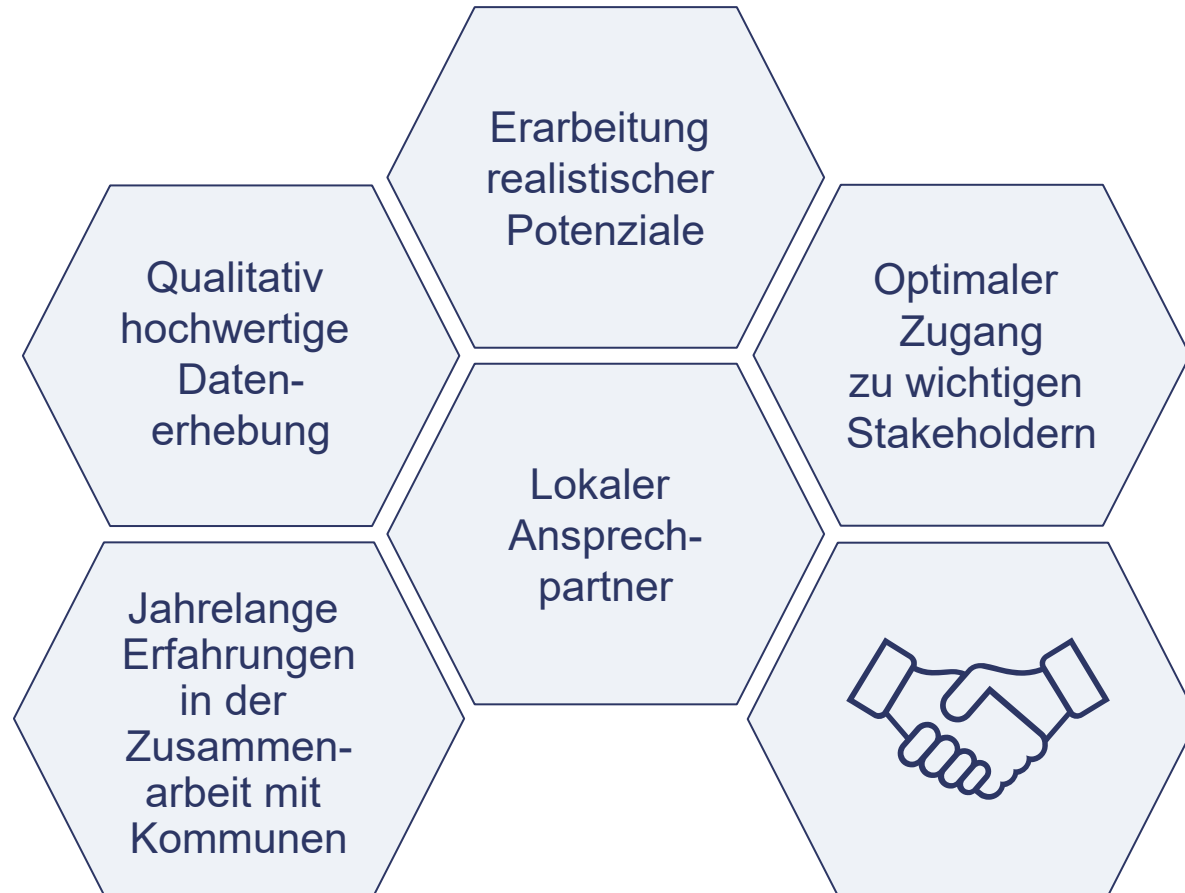 Erarbeitung
realistischer
Potenziale
Qualitativ
hochwertige
Daten-
erhebung
Optimaler
Zugang
zu wichtigen
Stakeholdern
Lokaler
Ansprech-
partner
Jahrelange
Erfahrungen
in der
Zusammen-
arbeit mit
Kommunen